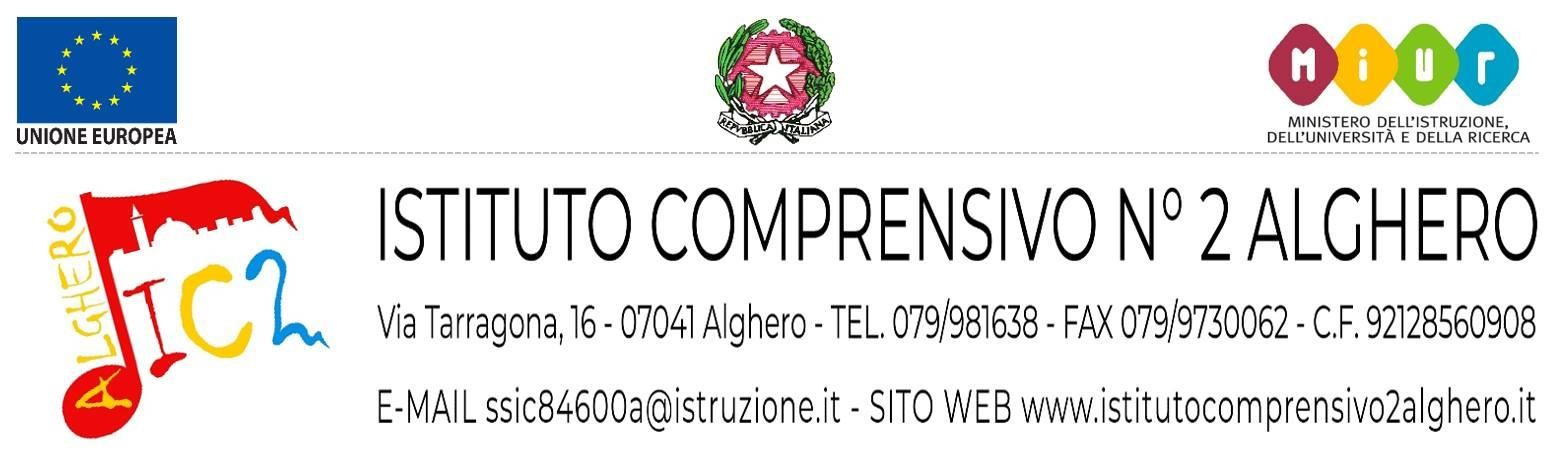 UNIONE EUROPEA
REPVBBLICA ITALIANA
miur
MINISTERO DELL'ISTRUZIONE,
DELL'UNIVERSITÀ E DELLA RICERCA
ALGHERO
IC2
ISTITUTO COMPRENSIVO N° 2 ALGHERO
Via Tarragona, 16 - 07041 Alghero - TEL. 079/981638 - FAX 079/9730062 - C.F. 92128560908
E-MAIL ssic84600a@istruzione.it - SITO WEB www.istitutocomprensivo2alghero.it